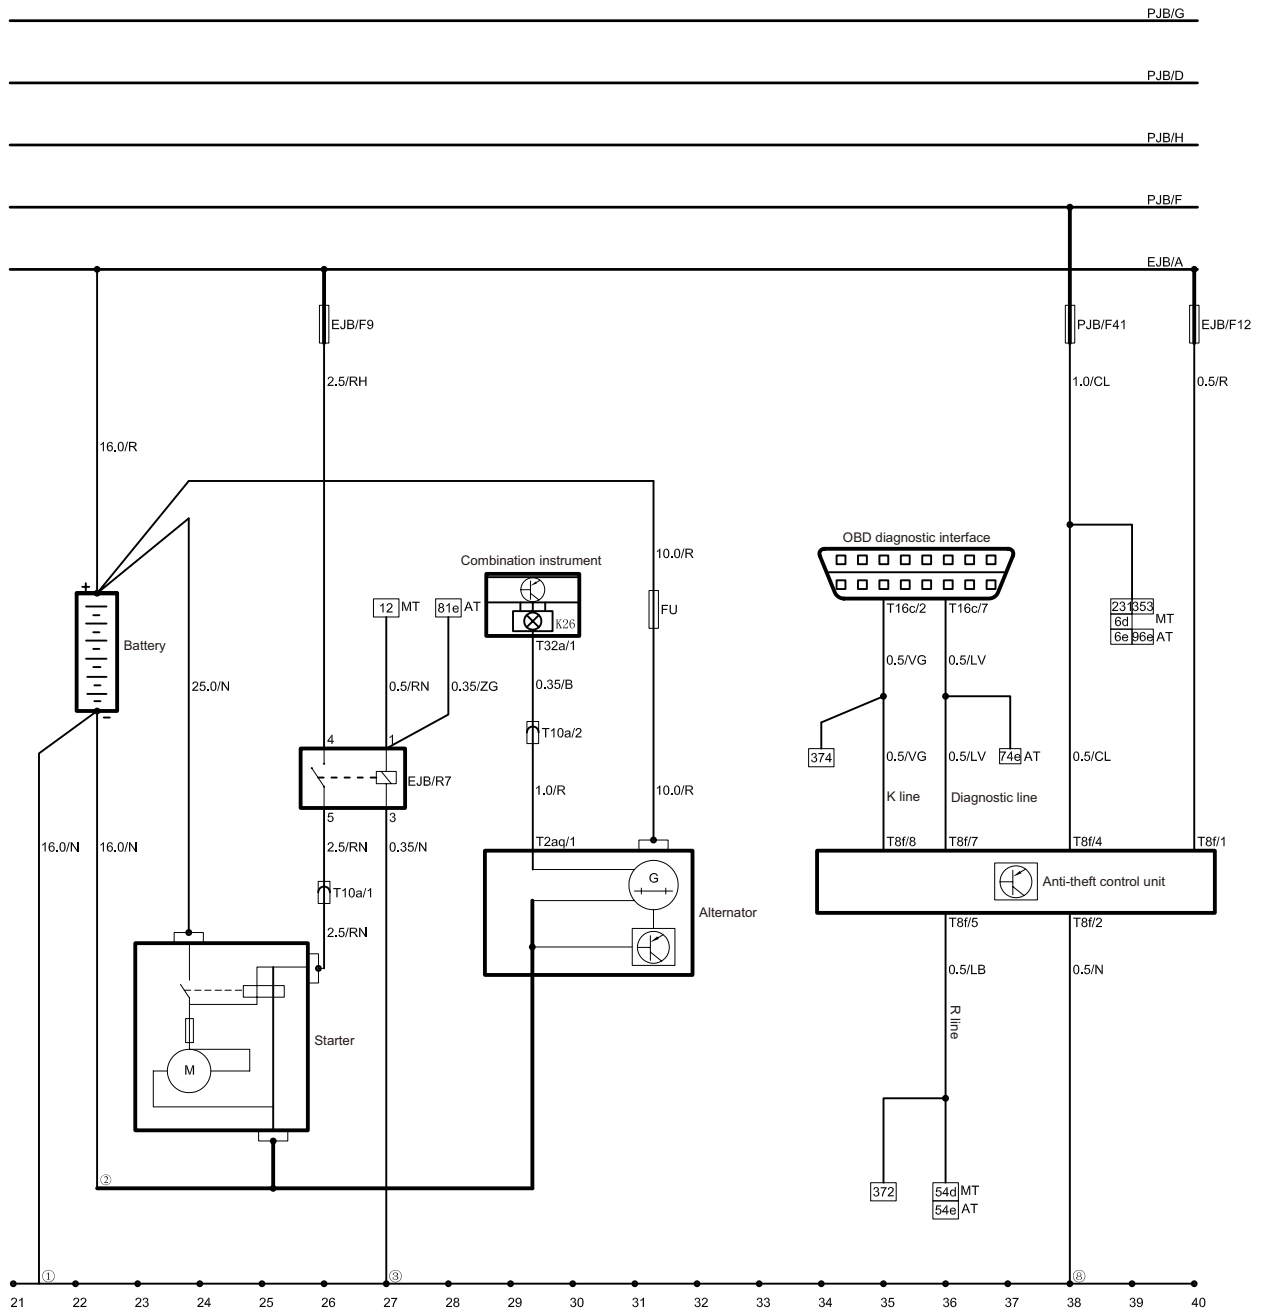 PJB/G
PJB/D
PJB/H
PJB/F
EJB/A
EJB/F9
PJB/F41
EJB/F12
2.5/RH
1.0/CL
0.5/R
16.0/R
OBD diagnostic interface
10.0/R
Combination instrument
+
12 MT
81e AT
FU
K26
T16c/2
T16c/7
231 353
6d MT
6e 96e AT
Battery
T32a/1
0.5/VG
0.5/LV
25.0/N
0.5/RN
0.35/ZG
0.35/B
-
T10a/2
4
1
374
0.5/VG
0.5/LV
74e AT
0.5/CL
EJB/R7
1.0/R
10.0/R
K line
Diagnostic line
5
3
T2aq/1
T8f/8
T8f/7
T8f/4
T8f/1
16.0/N
16.0/N
2.5/RN
0.35/N
G
Anti-theft control unit
T10a/1
Alternator
T8f/5
T8f/2
2.5/RN
0.5/LB
0.5/N
R line
Starter
M
②
372
54d MT
54e AT
①
③
⑧
21 22 23 24 25 26 27 28 29 30 31 32 33 34 35 36 37 38 39 40